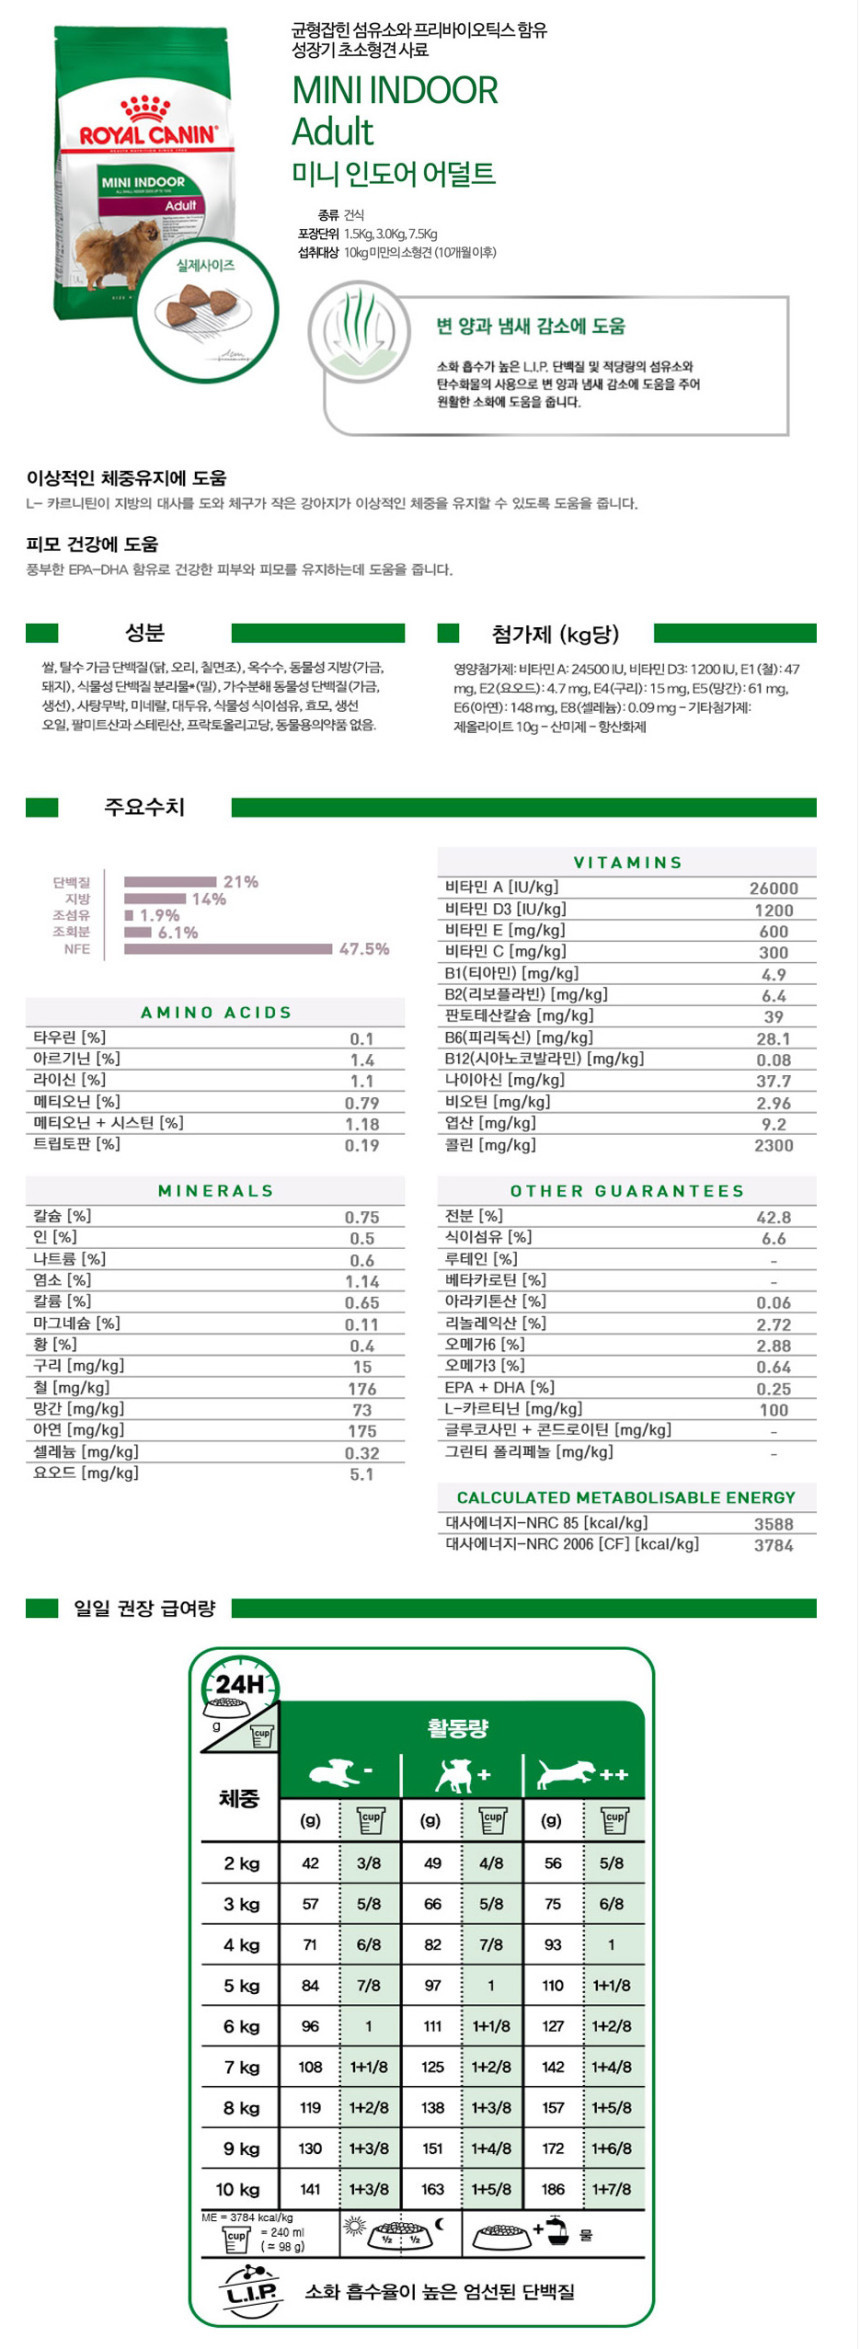 균형잡힌 섬유소와 프리바이오틱스 함유
성장기 초소형견 사료
MINI INDOOR
Adult
미니 인도어 어덜트
종류 건식
포장단위 1.5Kg, 3.0Kg, 7.5Kg
섭취대상 10kg 미만의 소형견 (10개월 이후)
ROYAL CANIN
MINI INDOOR
Adult
실제사이즈
변 양과 냄새 감소에 도움
소화 흡수가 높은 L.I.P. 단백질 및 적당량의 섬유소와
탄수화물의 사용으로 변 양과 냄새 감소에 도움을 주어
원활한 소화에 도움을 줍니다.
이상적인 체중유지에 도움
L- 카르니틴이 지방의 대사를 도와 체구가 작은 강아지가 이상적인 체중을 유지할 수 있도록 도움을 줍니다.
피모 건강에 도움
풍부한 EPA-DHA 함유로 건강한 피부와 피모를 유지하는데 도움을 줍니다.
성분
쌀, 탈수 가금 단백질(닭, 오리, 칠면조), 옥수수, 동물성 지방(가금,
돼지), 식물성 단백질 분리물*(밀), 가수분해 동물성 단백질(가금,
생선), 사탕무박, 미네랄, 대두유, 식물성 식이섬유, 효모, 생선
오일, 팔미트산과 스테린산, 프락토올리고당, 동물용의약품 없음.
첨가제 (kg당)
영양첨가제: 비타민 A: 24500 IU, 비타민 D3: 1200 IU, E1 (철): 47
mg, E2 (요오드): 4.7 mg, E4(구리): 15 mg, E5(망간): 61 mg,
E6(아연): 148 mg, E8(셀레늄): 0.09 mg - 기타첨가제:
제올라이트 10g - 산미제 - 항산화제
주요수치
단백질 21%
지방 14%
조섬유 1.9%
조회분 6.1%
NFE 47.5%
AMINO ACIDS
타우린 [%] 0.1
아르기닌 [%] 1.4
라이신 [%] 1.1
메티오닌 [%] 0.79
메티오닌 + 시스틴 [%] 1.18
트립토판 [%] 0.19
MINERALS
칼슘 [%] 0.75
인 [%] 0.5
나트륨 [%] 0.6
염소 [%] 1.14
칼륨 [%] 0.65
마그네슘 [%] 0.11
황 [%] 0.4
구리 [mg/kg] 15
철 [mg/kg] 176
망간 [mg/kg] 73
아연 [mg/kg] 175
셀레늄 [mg/kg] 0.32
요오드 [mg/kg] 5.1
VITAMINS
비타민 A [IU/kg] 26000
비타민 D3 [IU/kg] 1200
비타민 E [mg/kg] 600
비타민 C [mg/kg] 300
B1(티아민) [mg/kg] 4.9
B2(리보플라빈) [mg/kg] 6.4
판토테산칼슘 [mg/kg] 39
B6(피리독신) [mg/kg] 28.1
B12(시아노코발라민) [mg/kg] 0.08
나이아신 [mg/kg] 37.7
비오틴 [mg/kg] 2.96
엽산 [mg/kg] 9.2
콜린 [mg/kg] 2300
OTHER GUARANTEES
전분 [%] 42.8
식이섬유 [%] 6.6
루테인 [%] -
베타카로틴 [%] -
아라키톤산 [%] 0.06
리놀레익산 [%] 2.72
오메가6 [%] 2.88
오메가3 [%] 0.64
EPA + DHA [%] 0.25
L-카르티닌 [mg/kg] 100
글루코사민 + 콘드로이틴 [mg/kg] -
그린티 폴리페놀 [mg/kg] -
CALCULATED METABOLISABLE ENERGY
대사에너지-NRC 85 [kcal/kg] 3588
대사에너지-NRC 2006 [CF] [kcal/kg] 3784
일일 권장 급여량
24H
g cup
활동량
- + ++
체중
(g) cup (g) cup (g) cup
2 kg 42 3/8 49 4/8 56 5/8
3 kg 57 5/8 66 5/8 75 6/8
4 kg 71 6/8 82 7/8 93 1
5 kg 84 7/8 97 1 110 1+1/8
6 kg 96 1 111 1+1/8 127 1+2/8
7 kg 108 1+1/8 125 1+2/8 142 1+4/8
8 kg 119 1+2/8 138 1+3/8 157 1+5/8
9 kg 130 1+3/8 151 1+4/8 172 1+6/8
10 kg 141 1+3/8 163 1+5/8 186 1+7/8
ME = 3784 kcal/kg
cup = 240 ml
(= 98 g)
½ ½
+ 물
L.I.P. 소화 흡수율이 높은 엄선된 단백질